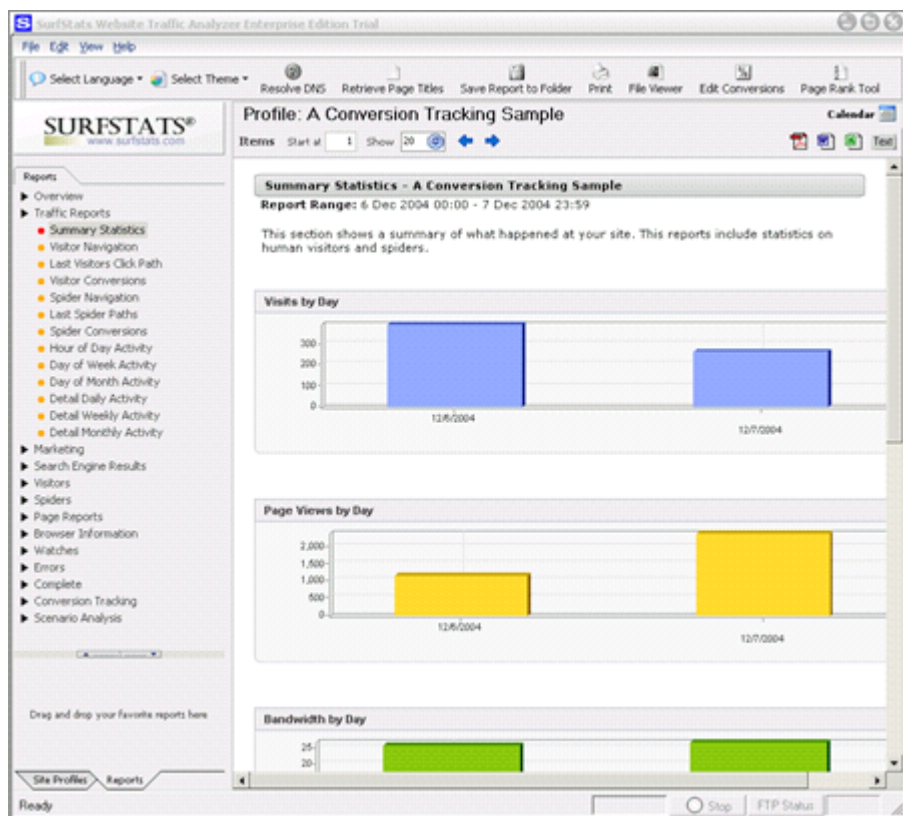 SurfStats Website Traffic Analyzer Enterprise Edition Trial
File Edit View Help
Select Language Select Theme Resolve DNS Retrieve Page Titles Save Report to Folder Print File Viewer Edit Conversions Page Rank Tool
SURFSTATS®
www.surfstats.com
Profile: A Conversion Tracking Sample Calendar
Items Start at 1 Show 20 Text
Reports
Overview
Traffic Reports
Summary Statistics
Visitor Navigation
Last Visitors Click Path
Visitor Conversions
Spider Navigation
Last Spider Paths
Spider Conversions
Hour of Day Activity
Day of Week Activity
Day of Month Activity
Detail Daily Activity
Detail Weekly Activity
Detail Monthly Activity
Marketing
Search Engine Results
Visitors
Spiders
Page Reports
Browser Information
Watches
Errors
Complete
Conversion Tracking
Scenario Analysis
Drag and drop your favorite reports here
Site Profiles Reports
Summary Statistics - A Conversion Tracking Sample
Report Range: 6 Dec 2004 00:00 - 7 Dec 2004 23:59
This section shows a summary of what happened at your site. This reports include statistics on
human visitors and spiders.
Visits by Day
300
200
100
0
12/6/2004
12/7/2004
Page Views by Day
2,000
1,500
1,000
500
0
12/6/2004
12/7/2004
Bandwidth by Day
25
20
Ready Stop FTP Status